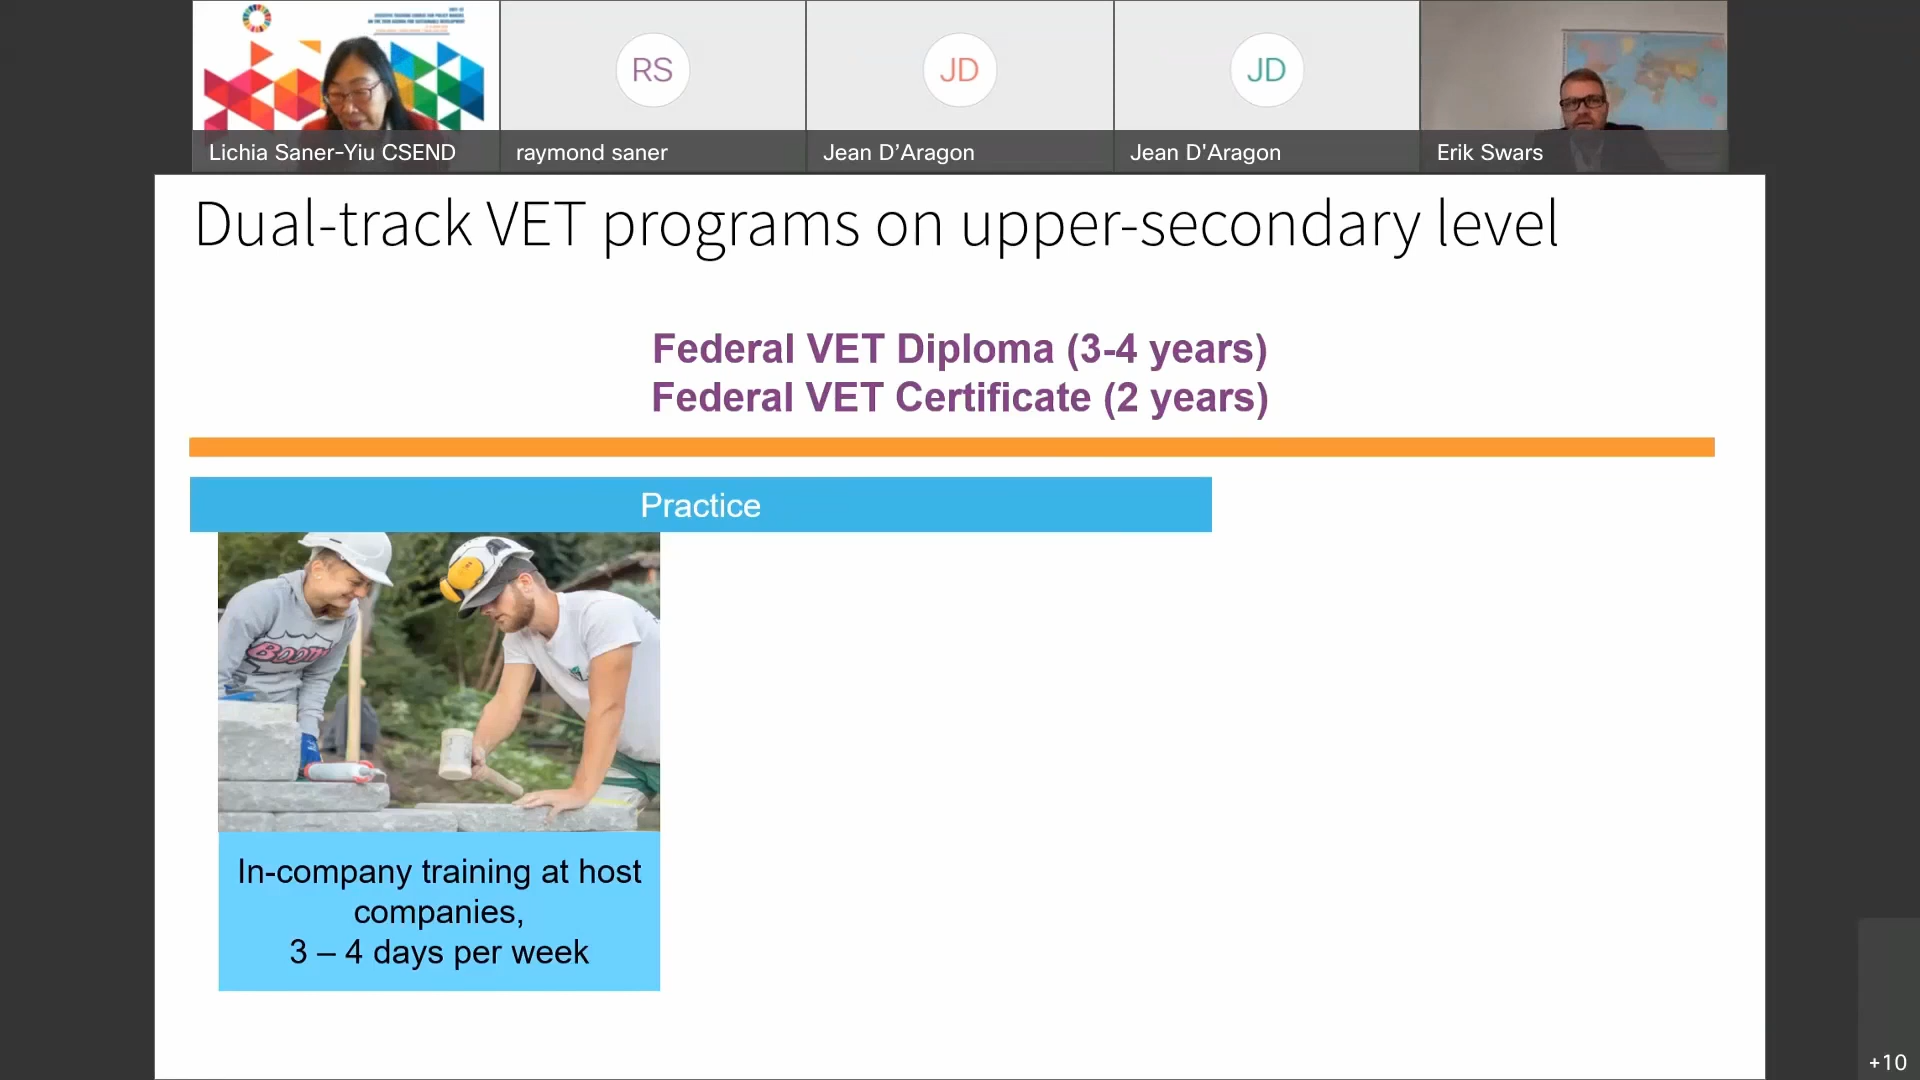 RS
JD
JD
Lichia Saner-Yiu CSEND
raymond saner
Jean D’Aragon
Jean D'Aragon
Erik Swars
Dual-track VET programs on upper-secondary level
Federal VET Diploma (3-4 years)
Federal VET Certificate (2 years)
Practice
BOOM
In-company training at host
companies,
3 – 4 days per week
+10